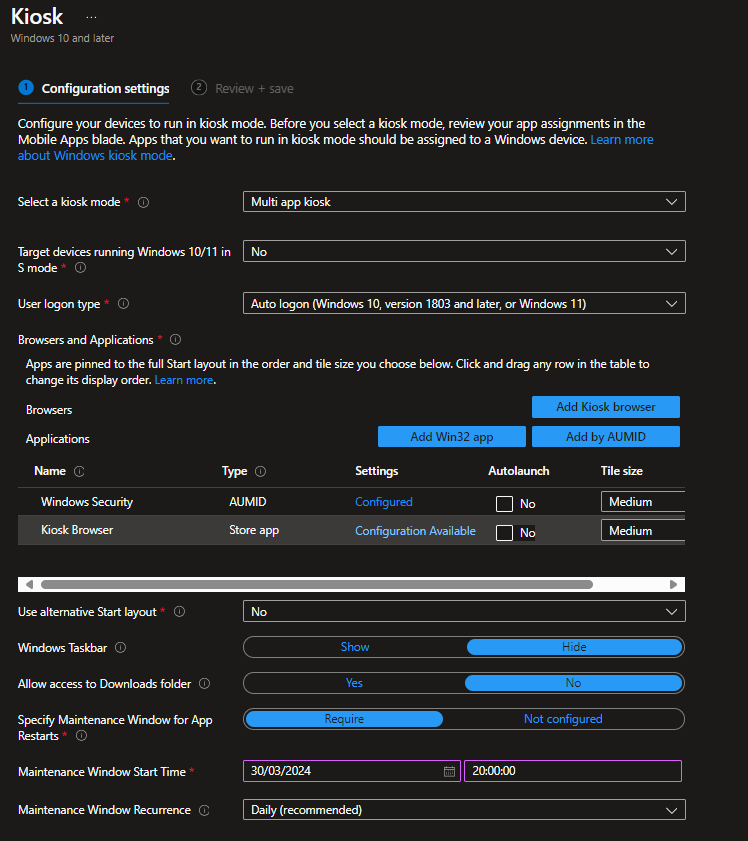 Kiosk ...
Windows 10 and later
1 Configuration settings 2 Review + save
Configure your devices to run in kiosk mode. Before you select a kiosk mode, review your app assignments in the
Mobile Apps blade. Apps that you want to run in kiosk mode should be assigned to a Windows device. Learn more
about Windows kiosk mode.
Select a kiosk mode * Multi app kiosk
Target devices running Windows 10/11 in
S mode * No
User logon type * Auto logon (Windows 10, version 1803 and later, or Windows 11)
Browsers and Applications *
Apps are pinned to the full Start layout in the order and tile size you choose below. Click and drag any row in the table to
change its display order. Learn more.
Browsers Add Kiosk browser
Applications Add Win32 app Add by AUMID
Name Type Settings Autolaunch Tile size
Windows Security AUMID Configured No Medium
Kiosk Browser Store app Configuration Available No Medium
Use alternative Start layout * No
Windows Taskbar Show Hide
Allow access to Downloads folder Yes No
Specify Maintenance Window for App
Restarts * Require Not configured
Maintenance Window Start Time * 30/03/2024 20:00:00
Maintenance Window Recurrence Daily (recommended)